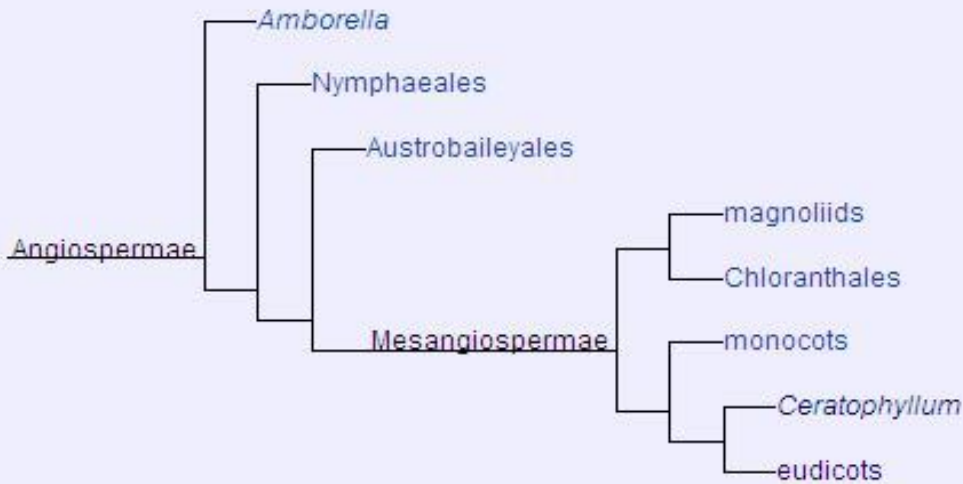 Amborella
Nymphaeales
Austrobaileyales
magnoliids
Angiospermae
Chloranthales
Mesangiospermae
monocots
Ceratophyllum
eudicots